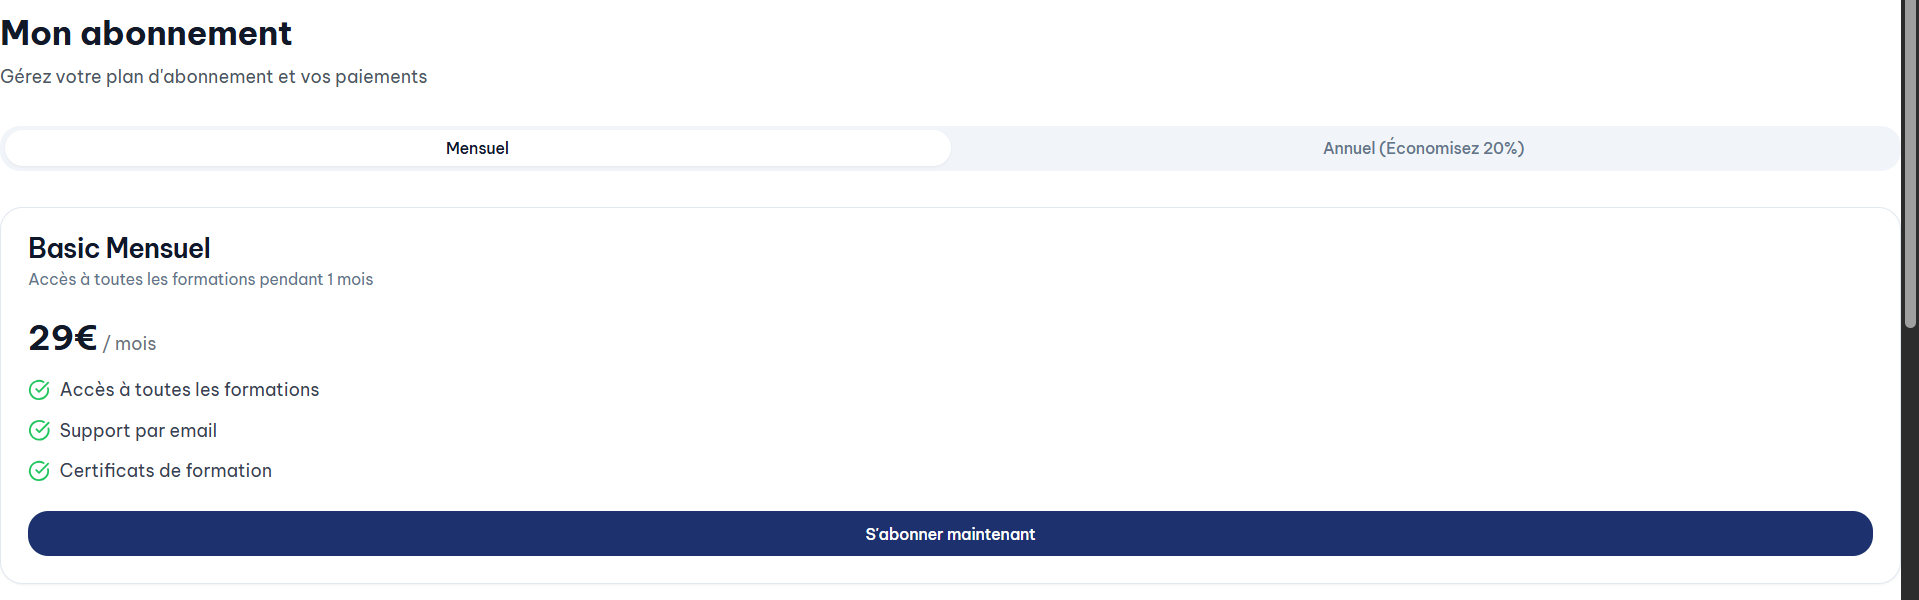 Mon abonnement
Gérez votre plan d'abonnement et vos paiements
Mensuel
Annuel (Économisez 20%)
Basic Mensuel
Accès à toutes les formations pendant 1 mois
29€ / mois
Accès à toutes les formations
Support par email
Certificats de formation
S'abonner maintenant